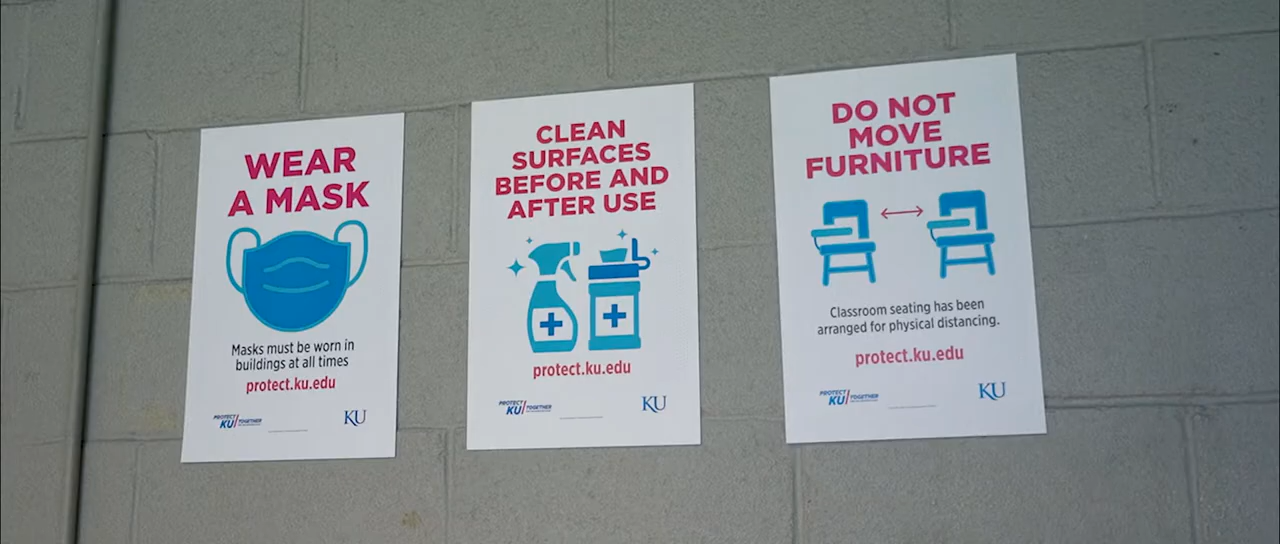 WEAR
A MASK
Masks must be worn in
buildings at all times
protect.ku.edu
PROTECT
KU TOGETHER
KU
CLEAN
SURFACES
BEFORE AND
AFTER USE
protect.ku.edu
PROTECT
KU TOGETHER
KU
DO NOT
MOVE
FURNITURE
Classroom seating has been
arranged for physical distancing.
protect.ku.edu
PROTECT
KU TOGETHER
KU